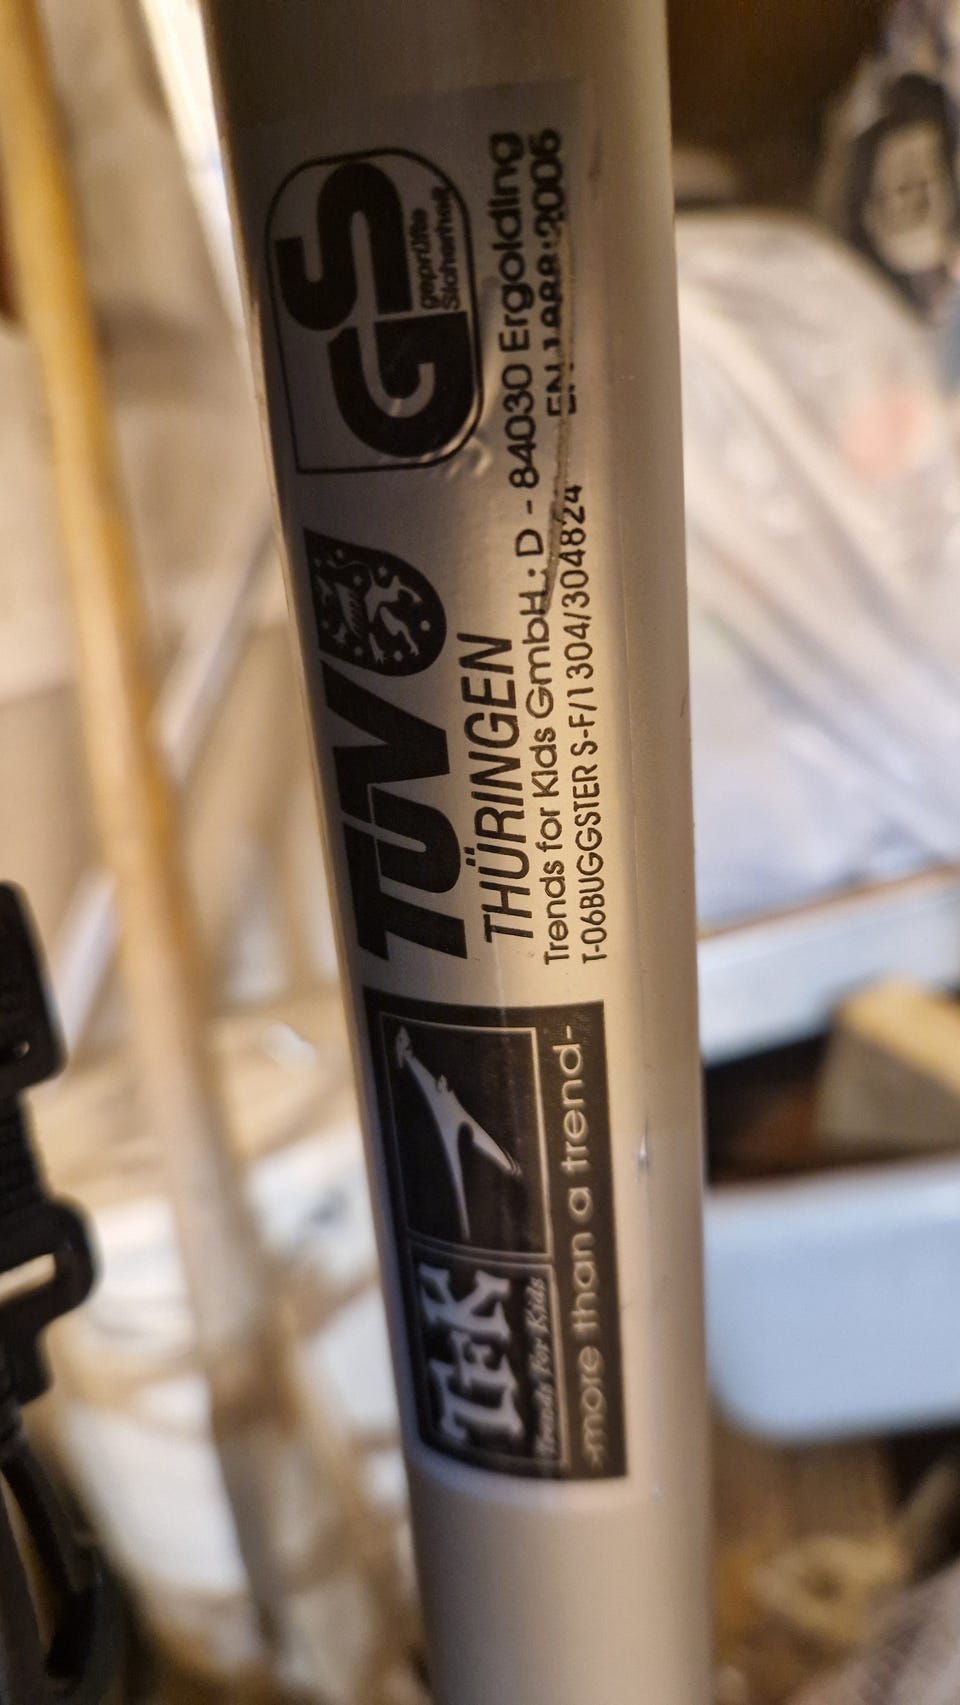 TFK
Trends For Kids
>more than a trend-
TÜV
THÜRINGEN
GS
geprüfte
Sicherheit
Trends for Kids GmbH · D - 84030 Ergolding
T-06BUGGSTER S-F/1304/304824 EN 1888:2006